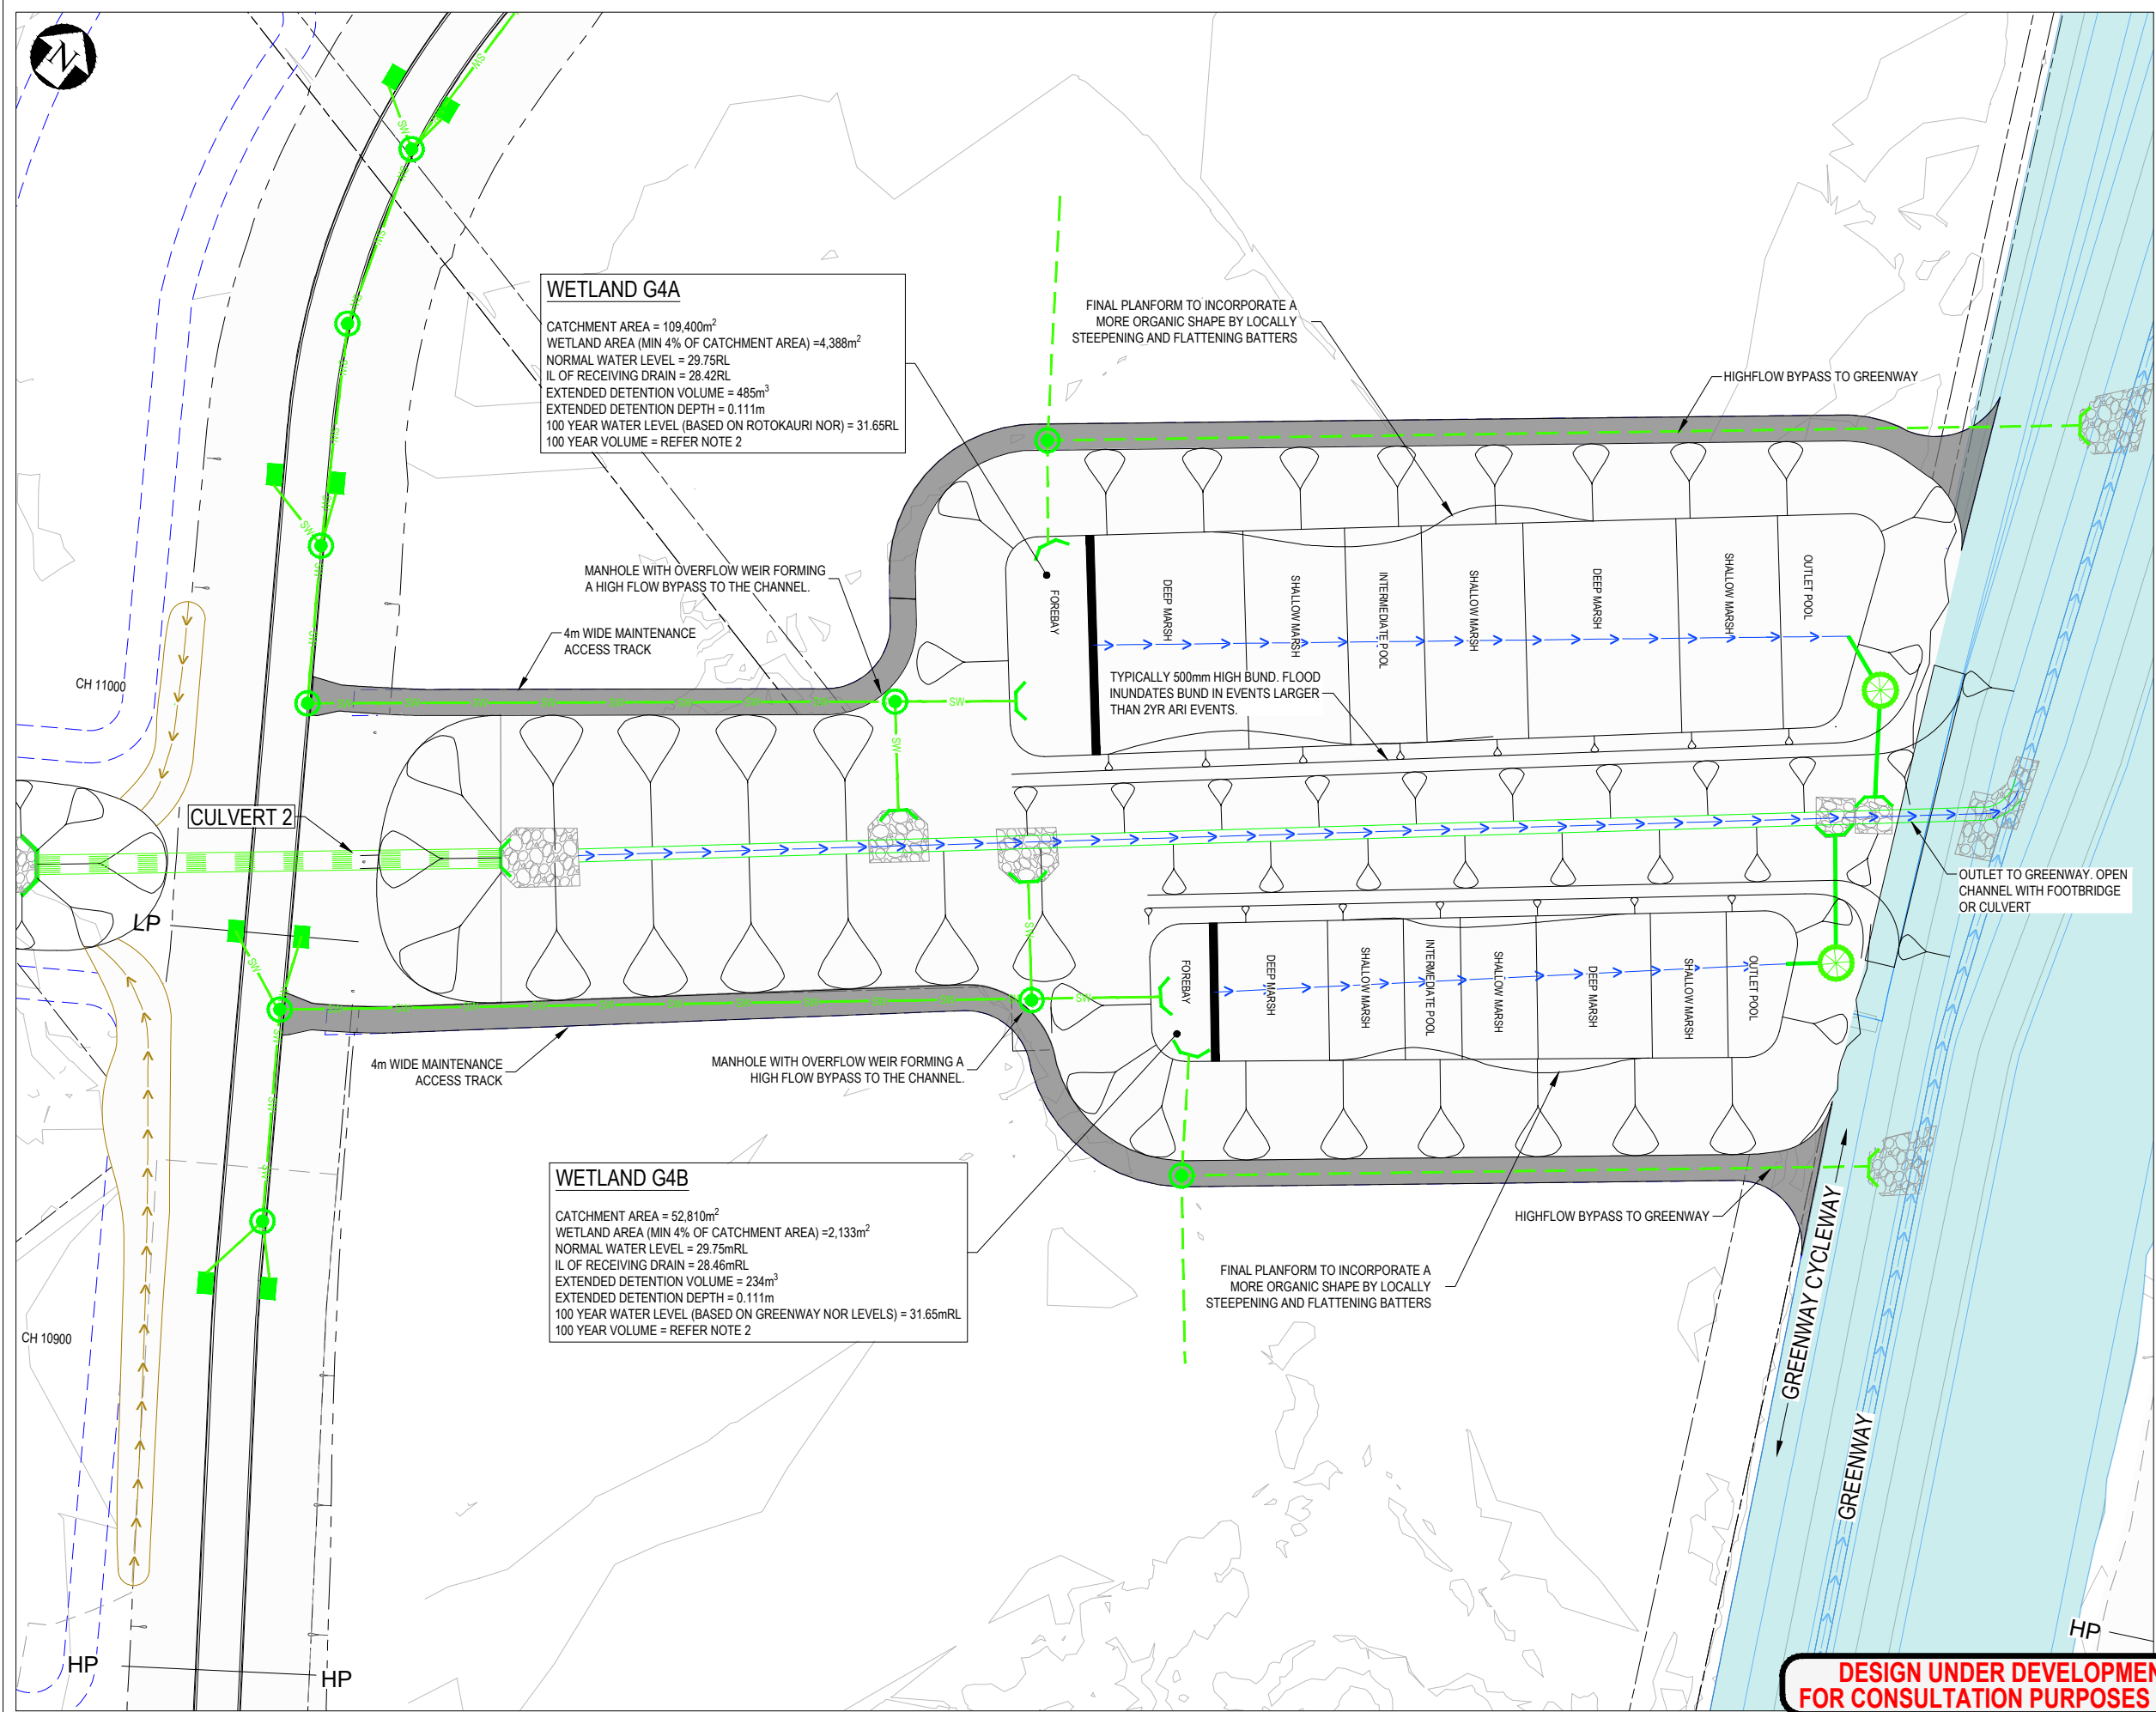 N
WETLAND G4A
CATCHMENT AREA = 109,400m²
WETLAND AREA (MIN 4% OF CATCHMENT AREA) =4,388m²
NORMAL WATER LEVEL = 29.75RL
IL OF RECEIVING DRAIN = 28.42RL
EXTENDED DETENTION VOLUME = 485m³
EXTENDED DETENTION DEPTH = 0.111m
100 YEAR WATER LEVEL (BASED ON ROTOKAURI NOR) = 31.65RL
100 YEAR VOLUME = REFER NOTE 2
FINAL PLANFORM TO INCORPORATE A
MORE ORGANIC SHAPE BY LOCALLY
STEEPENING AND FLATTENING BATTERS
HIGHFLOW BYPASS TO GREENWAY
MANHOLE WITH OVERFLOW WEIR FORMING
A HIGH FLOW BYPASS TO THE CHANNEL.
4m WIDE MAINTENANCE
ACCESS TRACK
FOREBAY
DEEP MARSH
SHALLOW MARSH
INTERMEDIATE POOL
SHALLOW MARSH
DEEP MARSH
SHALLOW MARSH
OUTLET POOL
TYPICALLY 500mm HIGH BUND. FLOOD
INUNDATES BUND IN EVENTS LARGER
THAN 2YR ARI EVENTS.
CH 11000
CULVERT 2
LP
SW
SW
SW
SW
OUTLET TO GREENWAY. OPEN
CHANNEL WITH FOOTBRIDGE
OR CULVERT
FOREBAY
DEEP MARSH
SHALLOW MARSH
INTERMEDIATE POOL
SHALLOW MARSH
DEEP MARSH
SHALLOW MARSH
OUTLET POOL
4m WIDE MAINTENANCE
ACCESS TRACK
MANHOLE WITH OVERFLOW WEIR FORMING A
HIGH FLOW BYPASS TO THE CHANNEL.
WETLAND G4B
CATCHMENT AREA = 52,810m²
WETLAND AREA (MIN 4% OF CATCHMENT AREA) =2,133m²
NORMAL WATER LEVEL = 29.75mRL
IL OF RECEIVING DRAIN = 28.46mRL
EXTENDED DETENTION VOLUME = 234m³
EXTENDED DETENTION DEPTH = 0.111m
100 YEAR WATER LEVEL (BASED ON GREENWAY NOR LEVELS) = 31.65mRL
100 YEAR VOLUME = REFER NOTE 2
HIGHFLOW BYPASS TO GREENWAY
FINAL PLANFORM TO INCORPORATE A
MORE ORGANIC SHAPE BY LOCALLY
STEEPENING AND FLATTENING BATTERS
GREENWAY CYCLEWAY
GREENWAY
CH 10900
HP
HP
HP
DESIGN UNDER DEVELOPMEN
FOR CONSULTATION PURPOSES